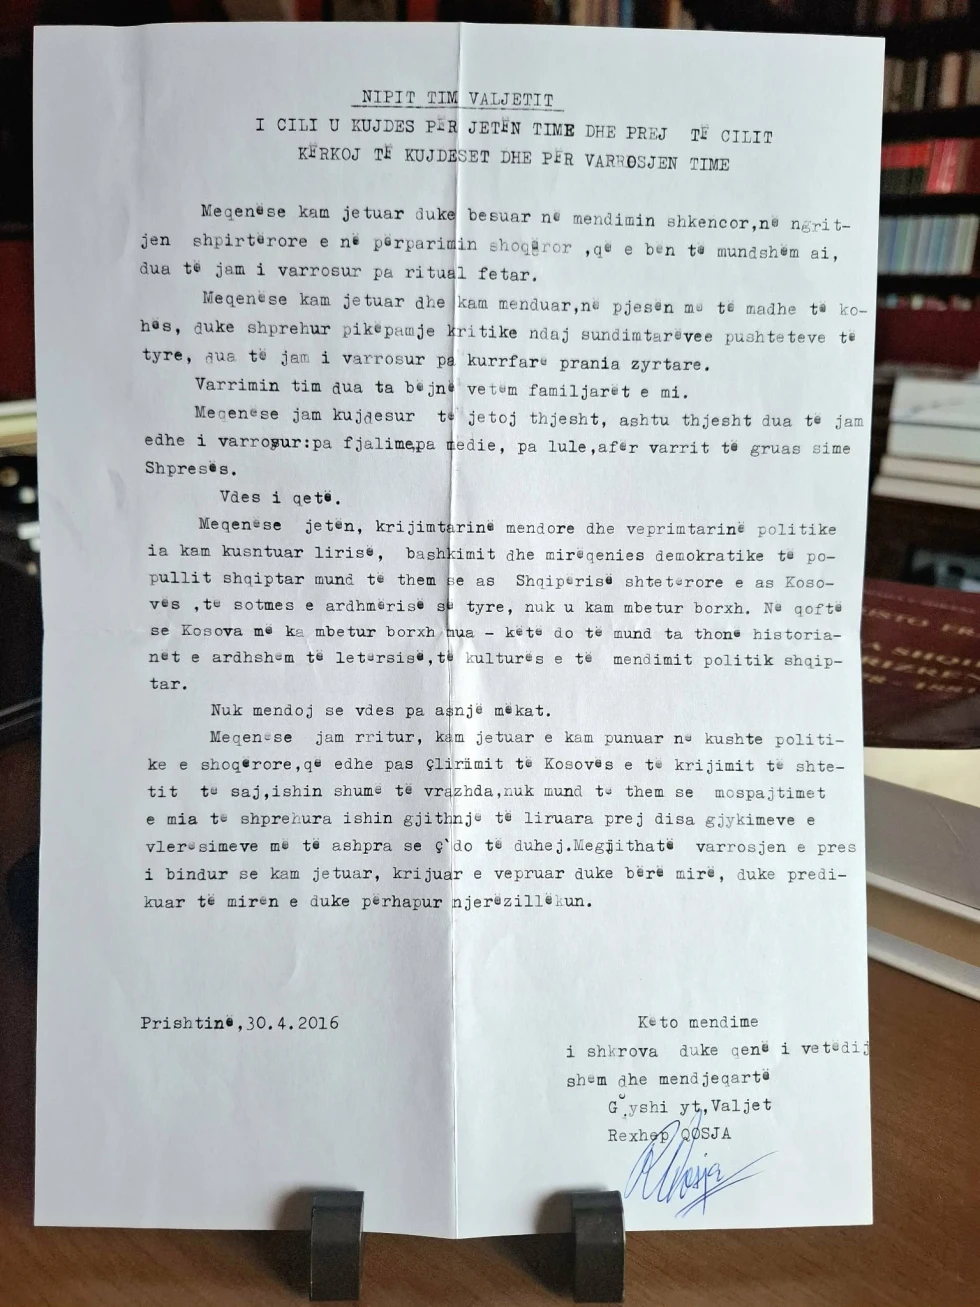 NIPIT TIM VALJETIT
I CILI U KUJDES PËR JETËN TIME DHE PREJ TË CILIT
KËRKOJ TË KUJDESET DHE PËR VARROSJEN TIME
Meqenëse kam jetuar duke besuar në mendimin shkencor,në ngrit-
jen shpirtërore e në përparimin shoqëror ,që e bën të mundshëm ai,
dua të jam i varrosur pa ritual fetar.
Meqenëse kam jetuar dhe kam menduar,në pjesën më të madhe të ko-
hës, duke shprehur pikëpamje kritike ndaj sundimtarëvee pushteteve të
tyre, dua të jam i varrosur pa kurrfarë prania zyrtare.
Varrimin tim dua ta bëjnë vetëm familjarët e mi.
Meqenëse jam kujdesur të jetoj thjesht, ashtu thjesht dua të jam
edhe i varrosur:pa fjalime,pa medie, pa lule,afër varrit të gruas sime
Shpresës.
Vdes i qetë.
Meqenëse jetën, krijimtarinë mendore dhe veprimtarinë politike
ia kam kusntuar lirisë, bashkimit dhe mirëqenies demokratike të po-
pullit shqiptar mund të them se as Shqipërisë shtetërore e as Koso-
vës ,të sotmes e ardhmërisë së tyre, nuk u kam mbetur borxh. Në qoftë
se Kosova më ka mbetur borxh mua - këtë do të mund ta thonë historia-
nët e ardhshëm të letërsisë,të kulturës e të mendimit politik shqip-
tar.
Nuk mendoj se vdes pa asnjë mëkat.
Meqenëse jam rritur, kam jetuar e kam punuar në kushte politi-
ke e shoqërore,që edhe pas çlirimit të Kosovës e të krijimit të shte-
tit të saj,ishin shumë të vrazhda,nuk mund të them se mospajtimet
e mia të shprehura ishin gjithnjë të liruara prej disa gjykimeve e
vlerësimeve më të ashpra se ç`do të duhej.Megjithatë varrosjen e pres
i bindur se kam jetuar, krijuar e vepruar duke bërë mirë, duke predi-
kuar të mirën e duke përhapur njerëzillëkun.
Prishtinë,30.4.2016
Këto mendime
i shkrova duke qenë i vetëdij
shëm dhe mendjeqartë
Gjyshi yt,Valjet
Rexhep QOSJA
RQosja